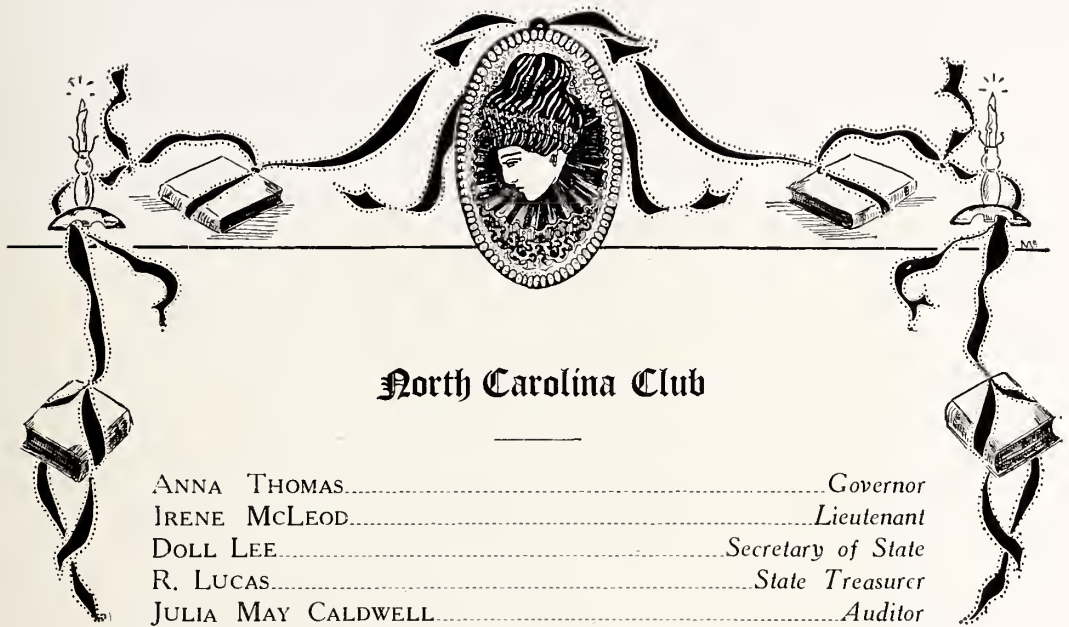 North Carolina Club
ANNA THOMAS Governor
IRENE MCLEOD Lieutenant
DOLL LEE Secretary of State
R. LUCAS State Treasurer
JULIA MAY CALDWELL Auditor